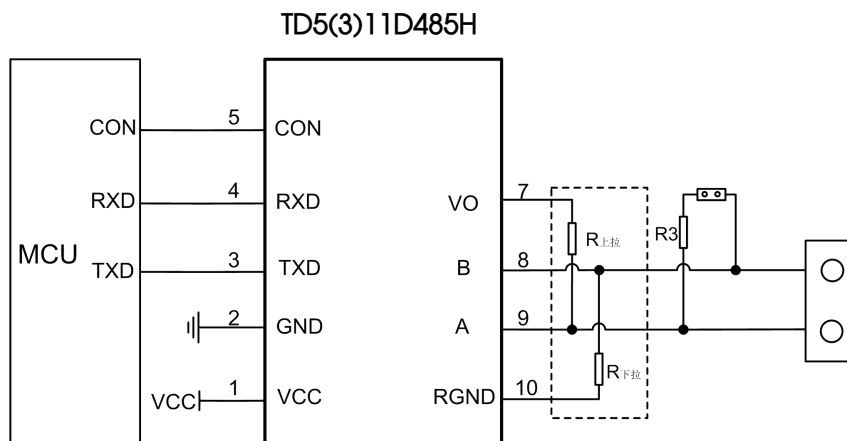 TD5(3)11D485H
CON 5 CON
RXD 4 RXD
7
VO
R上拉
R3
MCU
TXD 3 TXD
B 8
2 GND
A 9
R下拉
VCC 1 VCC
RGND 10